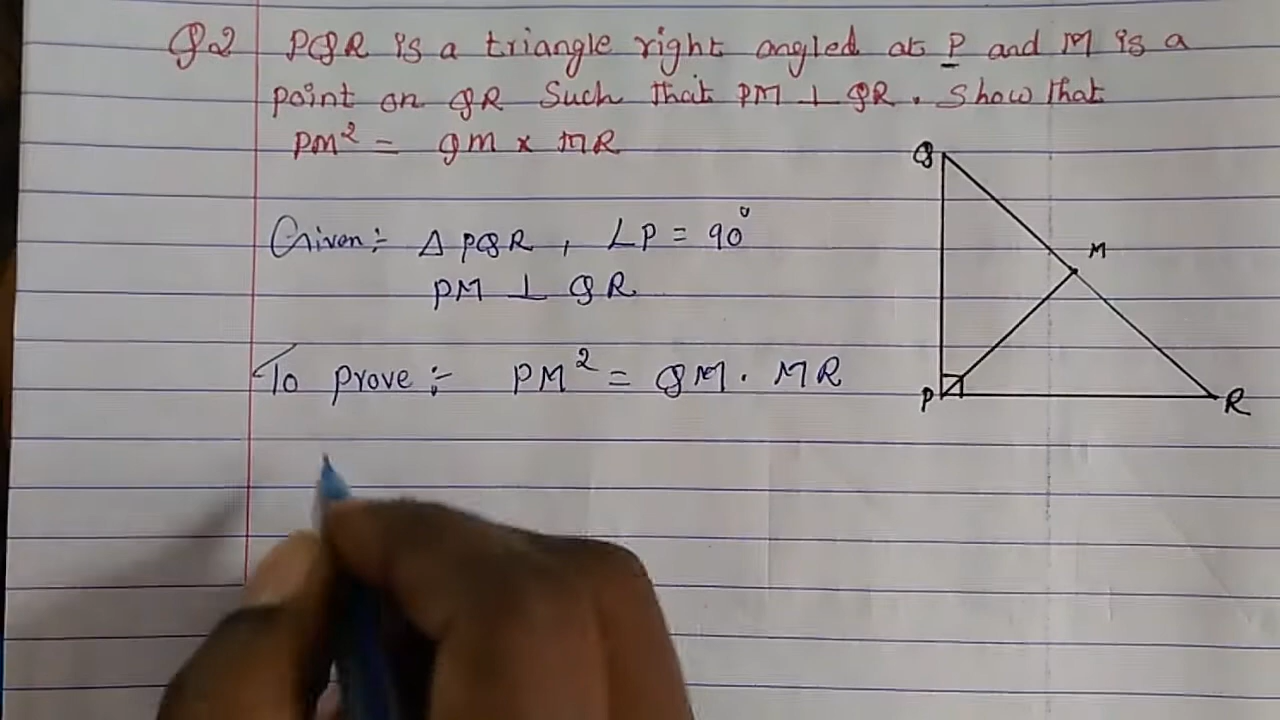 Q2 PQR is a triangle right angled at P and M is a
point on QR Such that PM ⊥ QR. Show that
PM² = QM × MR
Given:- Δ PQR, ∠P = 90°
PM ⊥ QR
To prove:- PM² = QM · MR
Q
M
P
R